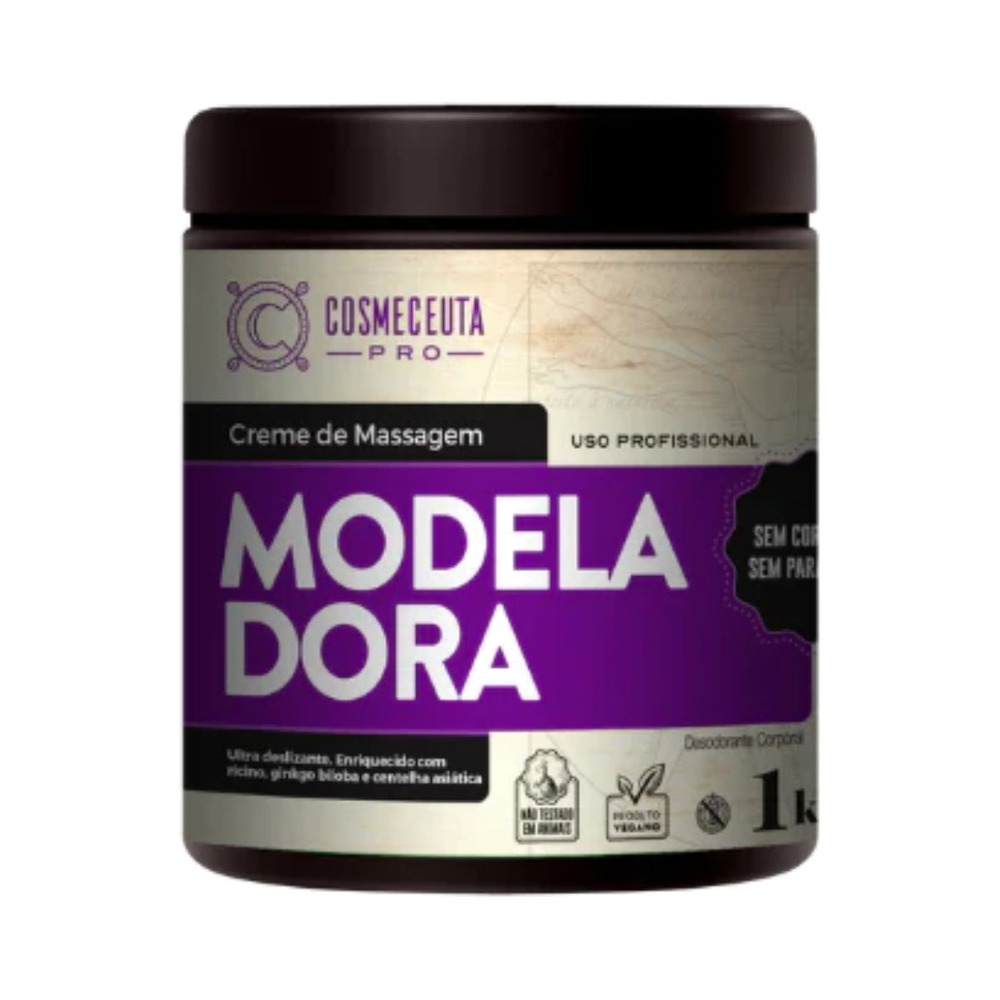 COSMECEUTA
PRO
Creme de Massagem
USO PROFISSIONAL
MODELA
DORA
SEM COR
SEM PARA
Desodorante Corporal
Ultra deslizante. Enriquecido com
rícino, ginkgo biloba e centelha asiática
NÃO TESTADO
EM ANIMAIS
PRODUTO
VEGANO
1k